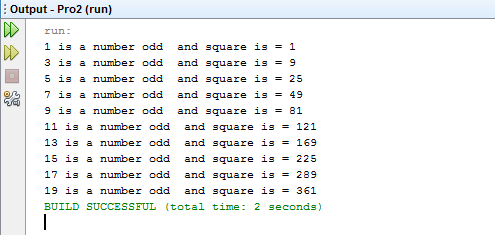 Output - Pro2 (run)
run:
1 is a number odd  and square is = 1
3 is a number odd  and square is = 9
5 is a number odd  and square is = 25
7 is a number odd  and square is = 49
9 is a number odd  and square is = 81
11 is a number odd  and square is = 121
13 is a number odd  and square is = 169
15 is a number odd  and square is = 225
17 is a number odd  and square is = 289
19 is a number odd  and square is = 361
BUILD SUCCESSFUL (total time: 2 seconds)